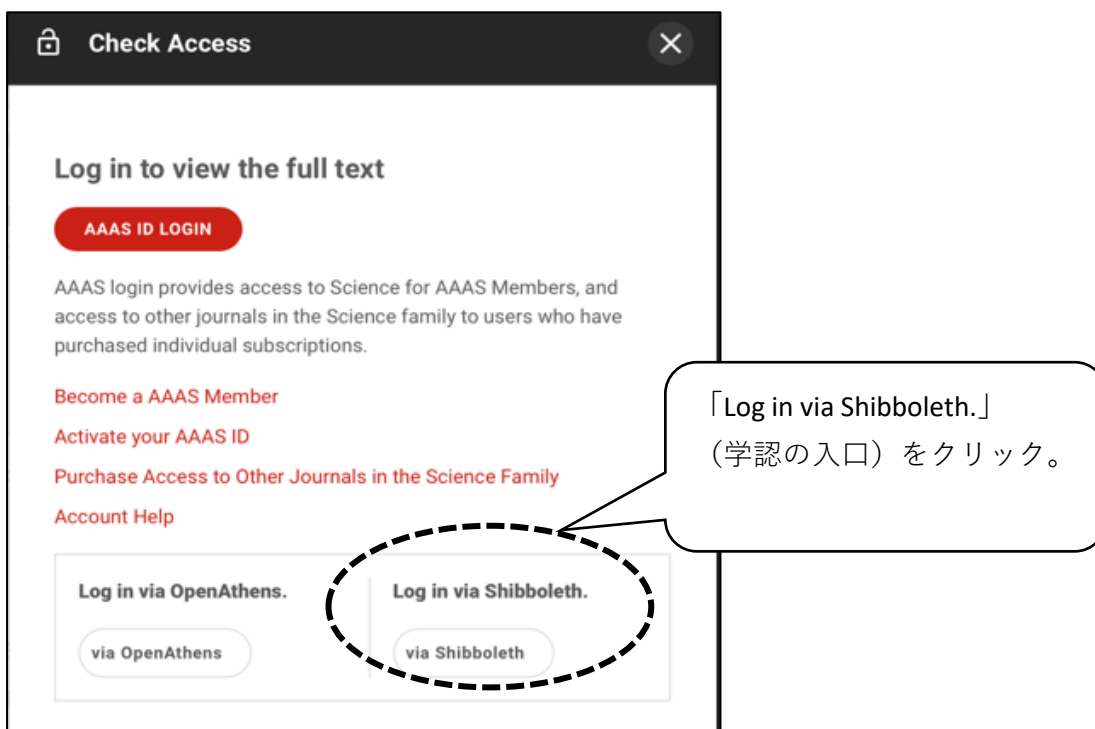 Check Access
Log in to view the full text
AAAS ID LOGIN
AAAS login provides access to Science for AAAS Members, and
access to other journals in the Science family to users who have
purchased individual subscriptions.
Become a AAAS Member
Activate your AAAS ID
Purchase Access to Other Journals in the Science Family
Account Help
「Log in via Shibboleth.」
（学認の入口）をクリック。
Log in via OpenAthens.
via OpenAthens
Log in via Shibboleth.
via Shibboleth